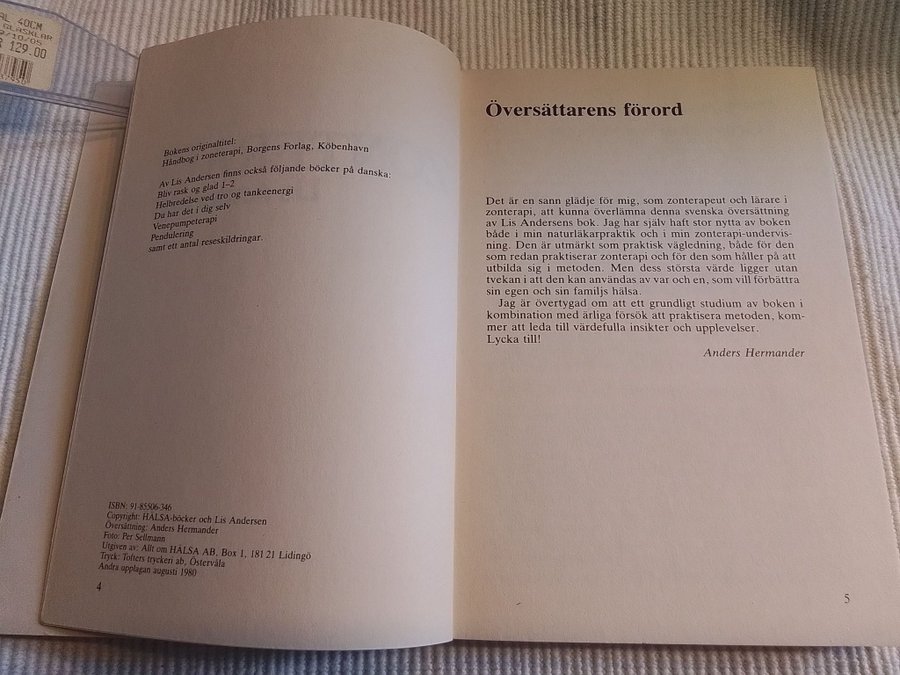 AL 40CM
GLASKLAR
129.00
Bokens originaltitel:
Håndbog i zoneterapi, Borgens Forlag, Köbenhavn
Av Lis Andersen finns också följande böcker på danska:
Bliv rask og glad 1–2
Helbredelse ved tro og tankeenergi
Du har det i dig selv
Venepumpeterapi
Pendulering
samt ett antal reseskildringar.
ISBN: 91-85506-346
Copyright: HÄLSA-böcker och Lis Andersen
Översättning: Anders Hermander
Foto: Per Sellmann
Utgiven av: Allt om HÄLSA AB, Box 1, 181 21 Lidingö
Tryck: Tofters tryckeri ab, Östervåla
Andra upplagan augusti 1980
4
Översättarens förord
Det är en sann glädje för mig, som zonterapeut och lärare i
zonterapi, att kunna överlämna denna svenska översättning
av Lis Andersens bok. Jag har själv haft stor nytta av boken
både i min naturläkarpraktik och i min zonterapi-undervis-
ning. Den är utmärkt som praktisk vägledning, både för den
som redan praktiserar zonterapi och för den som håller på att
utbilda sig i metoden. Men dess största värde ligger utan
tvekan i att den kan användas av var och en, som vill förbättra
sin egen och sin familjs hälsa.
Jag är övertygad om att ett grundligt studium av boken i
kombination med ärliga försök att praktisera metoden, kom-
mer att leda till värdefulla insikter och upplevelser.
Lycka till!
Anders Hermander
5